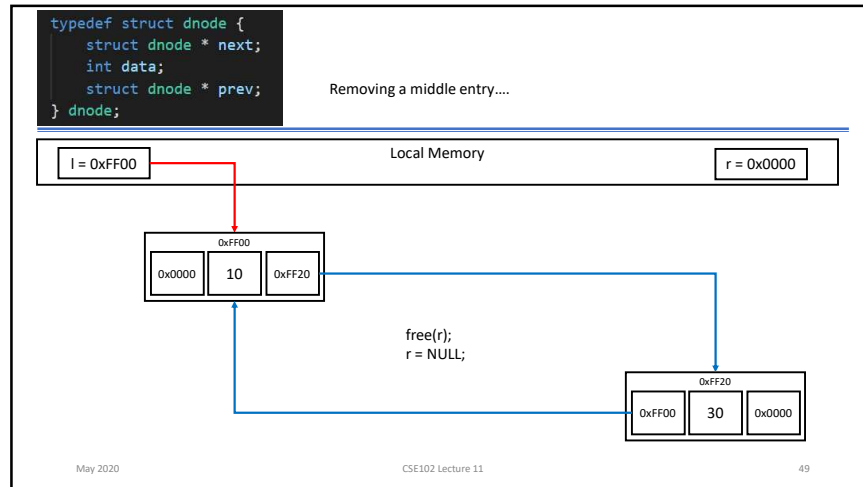 typedef struct dnode {
struct dnode * next;
int data;
struct dnode * prev;
} dnode;
Removing a middle entry....
Local Memory
l = 0xFF00
r = 0x0000
0xFF00
0x0000 10 0xFF20
free(r);
r = NULL;
0xFF20
0xFF00 30 0x0000
May 2020 CSE102 Lecture 11 49